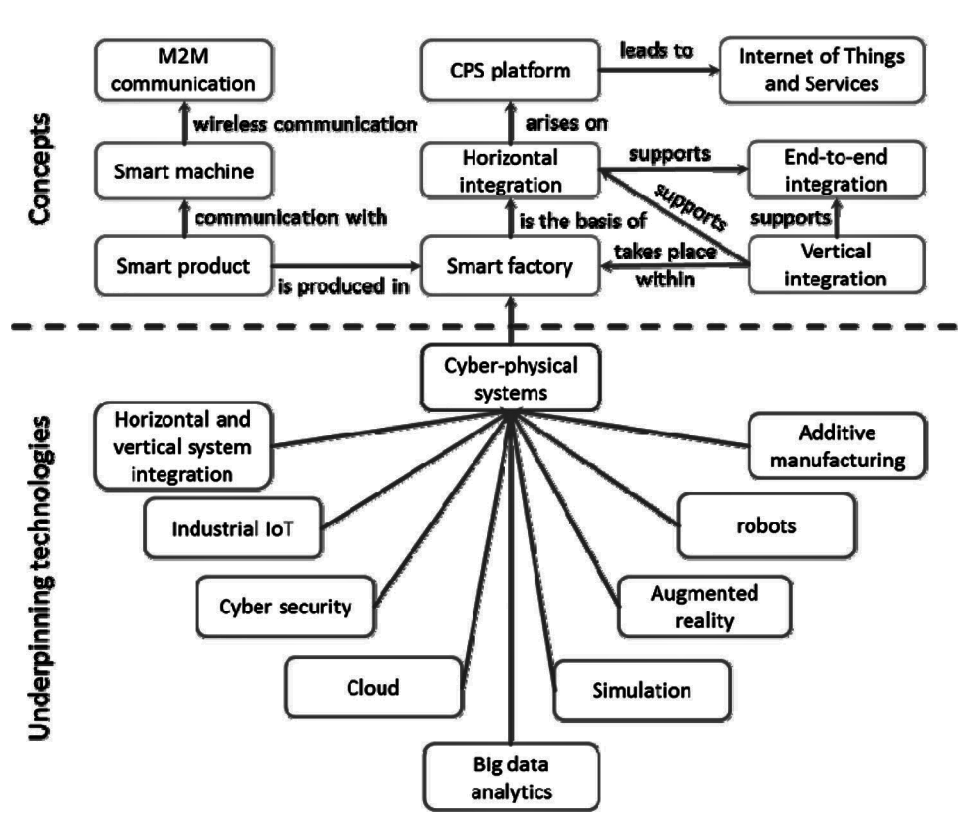 Concepts
M2M
communication
CPS platform
leads to
Internet of Things
and Services
wireless communication
arises on
Smart machine
Horizontal
integration
supports
End-to-end
integration
communication with
is the basis of
supports
supports
Smart product
is produced in
Smart factory
takes place
within
Vertical
integration
Underpinning technologies
Cyber-physical
systems
Horizontal and
vertical system
integration
Additive
manufacturing
Industrial IoT
robots
Cyber security
Augmented
reality
Cloud
Simulation
Big data
analytics